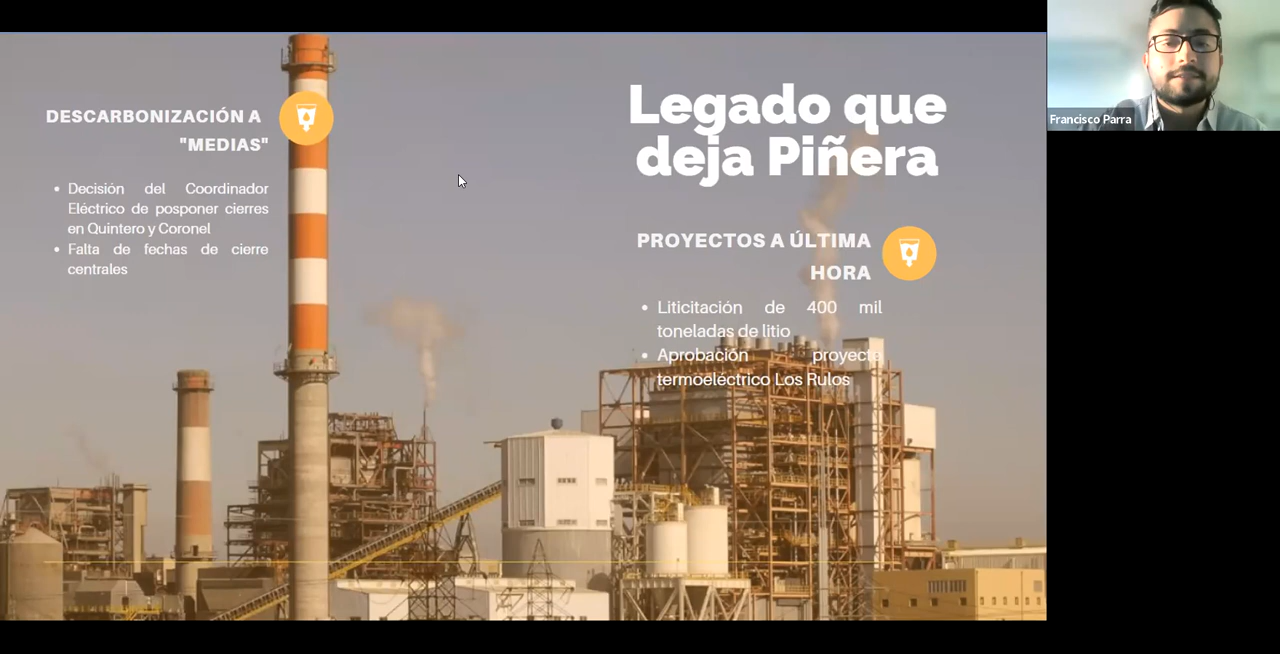 DESCARBONIZACIÓN A
"MEDIAS"
• Decisión del Coordinador
Eléctrico de posponer cierres
en Quintero y Coronel
• Falta de fechas de cierre
centrales
Legado que
deja Piñera
PROYECTOS A ÚLTIMA
HORA
• Liticitación de 400 mil
toneladas de litio
• Aprobación proyecto
termoeléctrico Los Rulos
Francisco Parra